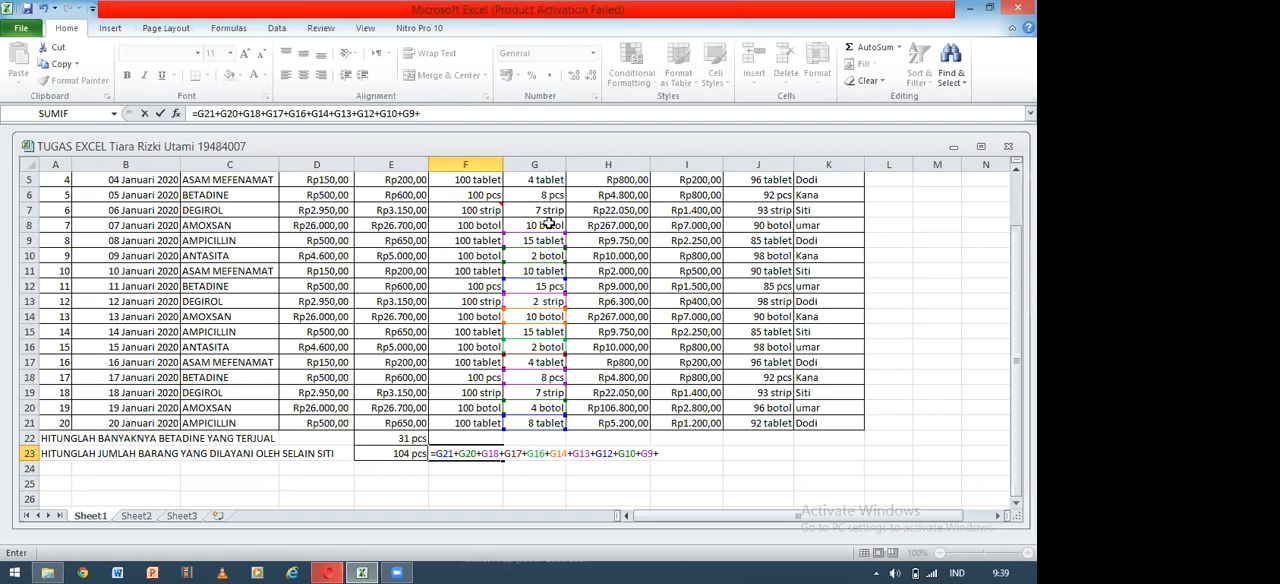 Microsoft Excel (Product Activation Failed)
File Home Insert Page Layout Formulas Data Review View Nitro Pro 10
Cut
Copy
Format Painter
Paste
Clipboard
11
B I U A
Font
Wrap Text
Merge & Center
Alignment
General
%
Number
Conditional Formatting
Format as Table
Cell Styles
Styles
Insert Delete Format
Cells
AutoSum
Fill
Clear
Sort & Filter
Find & Select
Editing
SUMIF =G21+G20+G18+G17+G16+G14+G13+G12+G10+G9+
TUGAS EXCEL Tiara Rizki Utami 19484007
A B C D E F G H I J K L M N
5 4 04 Januari 2020 ASAM MEFENAMAT Rp150,00 Rp200,00 100 tablet 4 tablet Rp800,00 Rp200,00 96 tablet Dodi
6 5 05 Januari 2020 BETADINE Rp500,00 Rp600,00 100 pcs 8 pcs Rp4.800,00 Rp800,00 92 pcs Kana
7 6 06 Januari 2020 DEGIROL Rp2.950,00 Rp3.150,00 100 strip 7 strip Rp22.050,00 Rp1.400,00 93 strip Siti
8 7 07 Januari 2020 AMOXSAN Rp26.000,00 Rp26.700,00 100 botol 10 botol Rp267.000,00 Rp7.000,00 90 botol umar
9 8 08 Januari 2020 AMPICILLIN Rp500,00 Rp650,00 100 tablet 15 tablet Rp9.750,00 Rp2.250,00 85 tablet Dodi
10 9 09 Januari 2020 ANTASITA Rp4.600,00 Rp5.000,00 100 botol 2 botol Rp10.000,00 Rp800,00 98 botol Kana
11 10 10 Januari 2020 ASAM MEFENAMAT Rp150,00 Rp200,00 100 tablet 10 tablet Rp2.000,00 Rp500,00 90 tablet Siti
12 11 11 Januari 2020 BETADINE Rp500,00 Rp600,00 100 pcs 15 pcs Rp9.000,00 Rp1.500,00 85 pcs umar
13 12 12 Januari 2020 DEGIROL Rp2.950,00 Rp3.150,00 100 strip 2 strip Rp6.300,00 Rp400,00 98 strip Dodi
14 13 13 Januari 2020 AMOXSAN Rp26.000,00 Rp26.700,00 100 botol 10 botol Rp267.000,00 Rp7.000,00 90 botol Kana
15 14 14 Januari 2020 AMPICILLIN Rp500,00 Rp650,00 100 tablet 15 tablet Rp9.750,00 Rp2.250,00 85 tablet Siti
16 15 15 Januari 2020 ANTASITA Rp4.600,00 Rp5.000,00 100 botol 2 botol Rp10.000,00 Rp800,00 98 botol umar
17 16 16 Januari 2020 ASAM MEFENAMAT Rp150,00 Rp200,00 100 tablet 4 tablet Rp800,00 Rp200,00 96 tablet Dodi
18 17 17 Januari 2020 BETADINE Rp500,00 Rp600,00 100 pcs 8 pcs Rp4.800,00 Rp800,00 92 pcs Kana
19 18 18 Januari 2020 DEGIROL Rp2.950,00 Rp3.150,00 100 strip 7 strip Rp22.050,00 Rp1.400,00 93 strip Siti
20 19 19 Januari 2020 AMOXSAN Rp26.000,00 Rp26.700,00 100 botol 4 botol Rp106.800,00 Rp2.800,00 96 botol umar
21 20 20 Januari 2020 AMPICILLIN Rp500,00 Rp650,00 100 tablet 8 tablet Rp5.200,00 Rp1.200,00 92 tablet Dodi
22 HITUNGLAH BANYAKNYA BETADINE YANG TERJUAL 31 pcs
23 HITUNGLAH JUMLAH BARANG YANG DILAYANI OLEH SELAIN SITI 104 pcs =G21+G20+G18+G17+G16+G14+G13+G12+G10+G9+
24
25
26
Activate Windows
Go to PC settings to activate Windows.
Sheet1 Sheet2 Sheet3
Enter 100%
IND 9:39